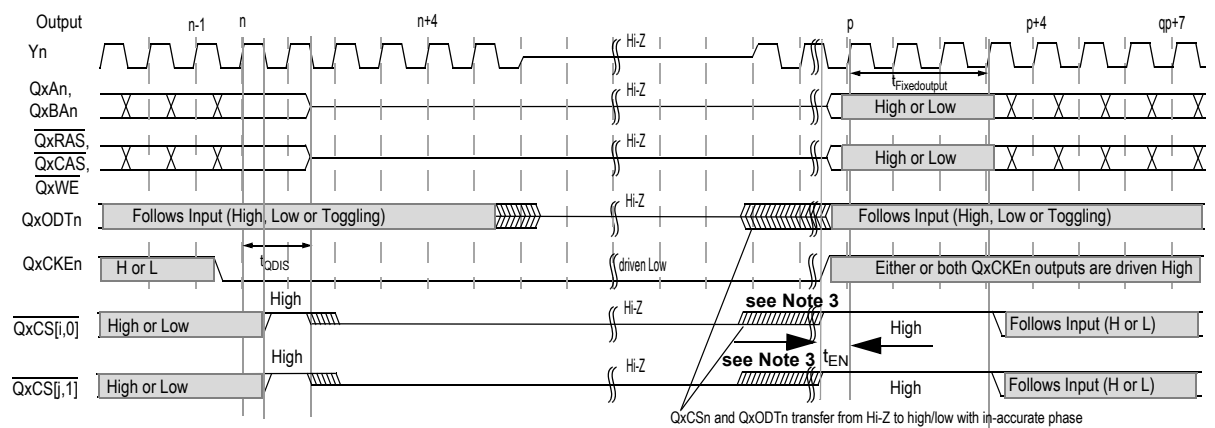 Output
n-1 n n+4 p p+4 qp+7
Yn
Hi-Z
tFixedoutput
QxAn,
QxBAn
Hi-Z
High or Low
QxRAS,
QxCAS,
QxWE
Hi-Z
High or Low
QxODTn
Follows Input (High, Low or Toggling)
Hi-Z
Follows Input (High, Low or Toggling)
tQDIS
QxCKEn
H or L
driven Low
Either or both QxCKEn outputs are driven High
QxCS[i,0]
High or Low
High
Hi-Z
see Note 3
High
Follows Input (H or L)
see Note 3
tEN
QxCS[j,1]
High or Low
High
Hi-Z
High
Follows Input (H or L)
QxCSn and QxODTn transfer from Hi-Z to high/low with in-accurate phase